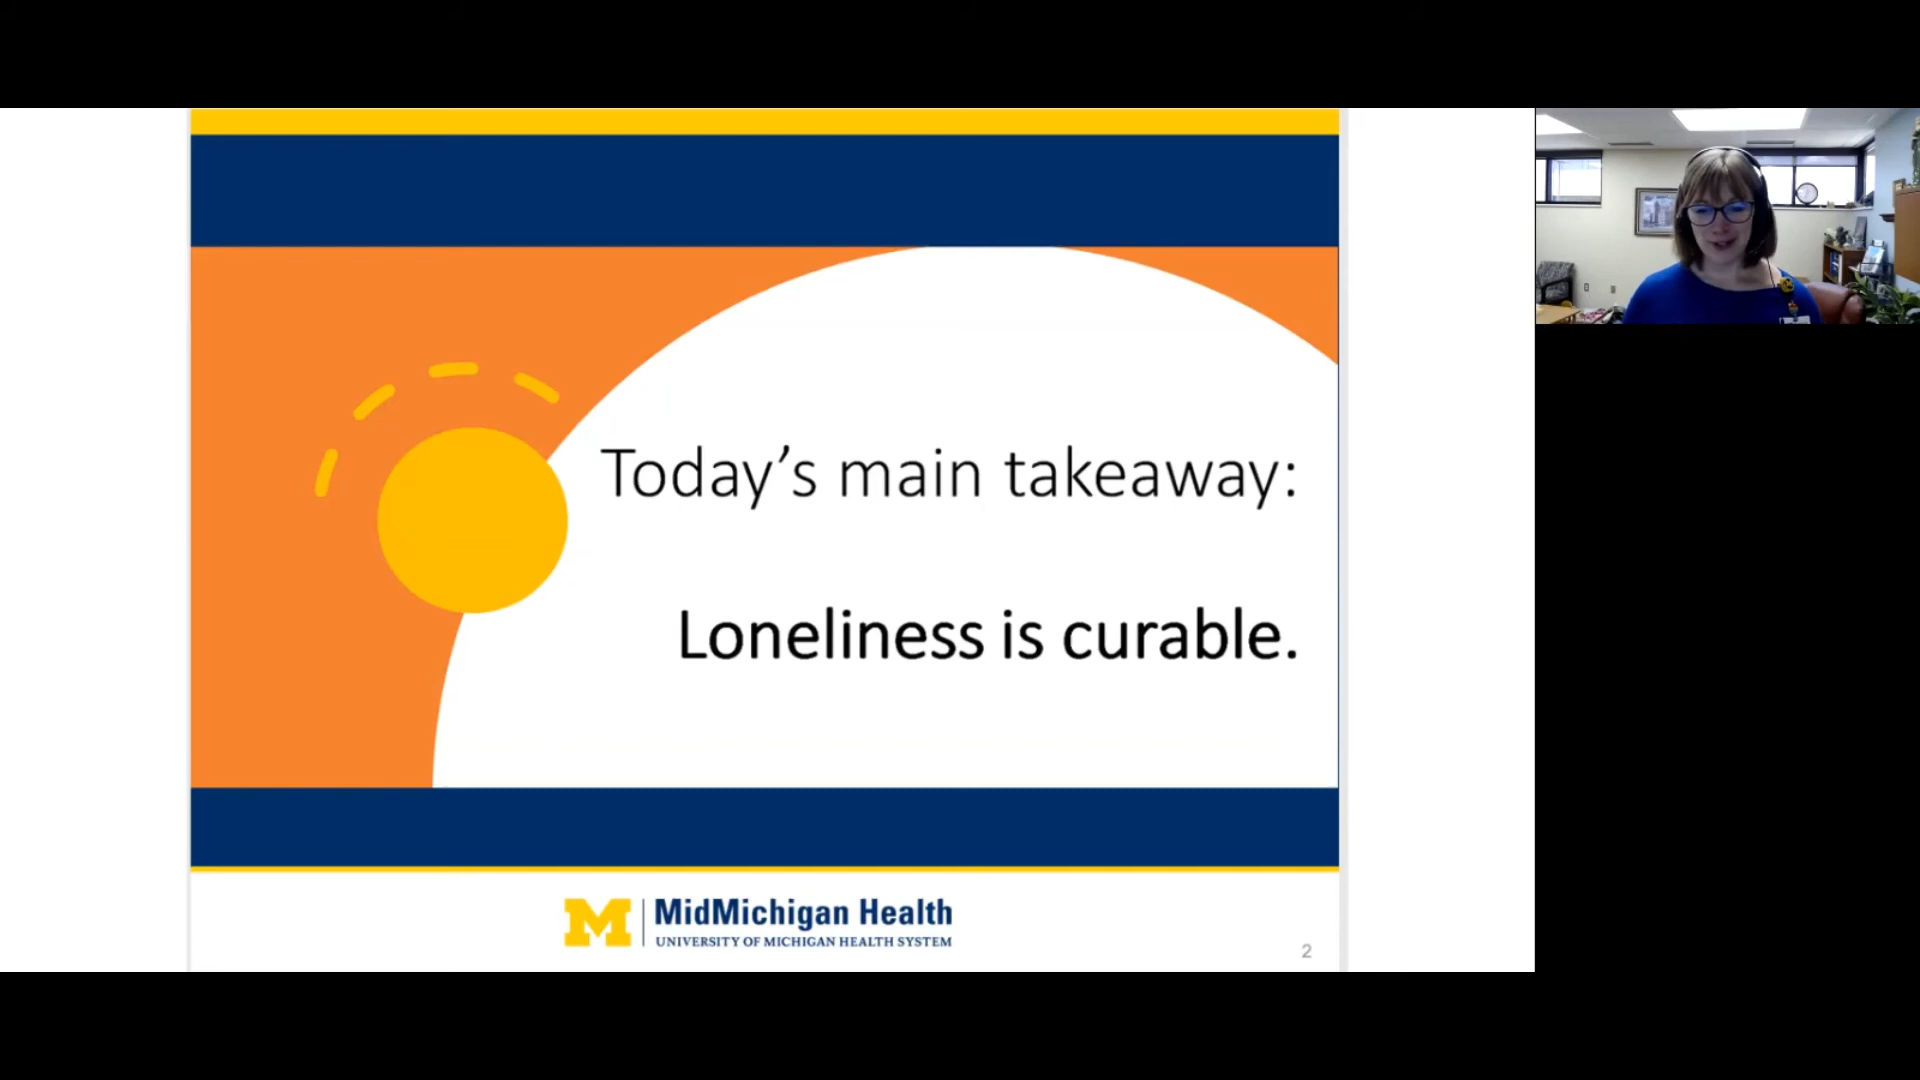 Today's main takeaway:
Loneliness is curable.
M
MidMichigan Health
UNIVERSITY OF MICHIGAN HEALTH SYSTEM
2